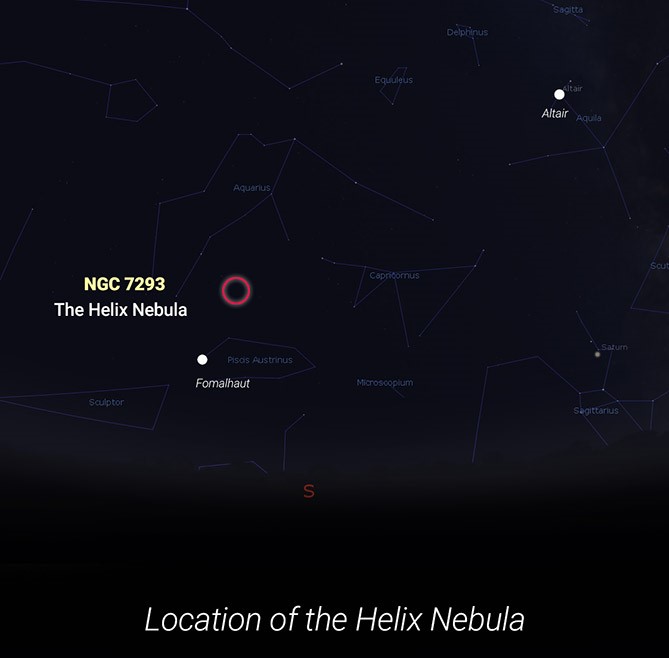 Sagitta
Delphinus
Equuleus
Altair
Altair
Aquila
Aquarius
Scut
Capricornus
NGC 7293
The Helix Nebula
Saturn
Piscis Austrinus
Fomalhaut
Microscopium
Sculptor
Sagittarius
S
Location of the Helix Nebula